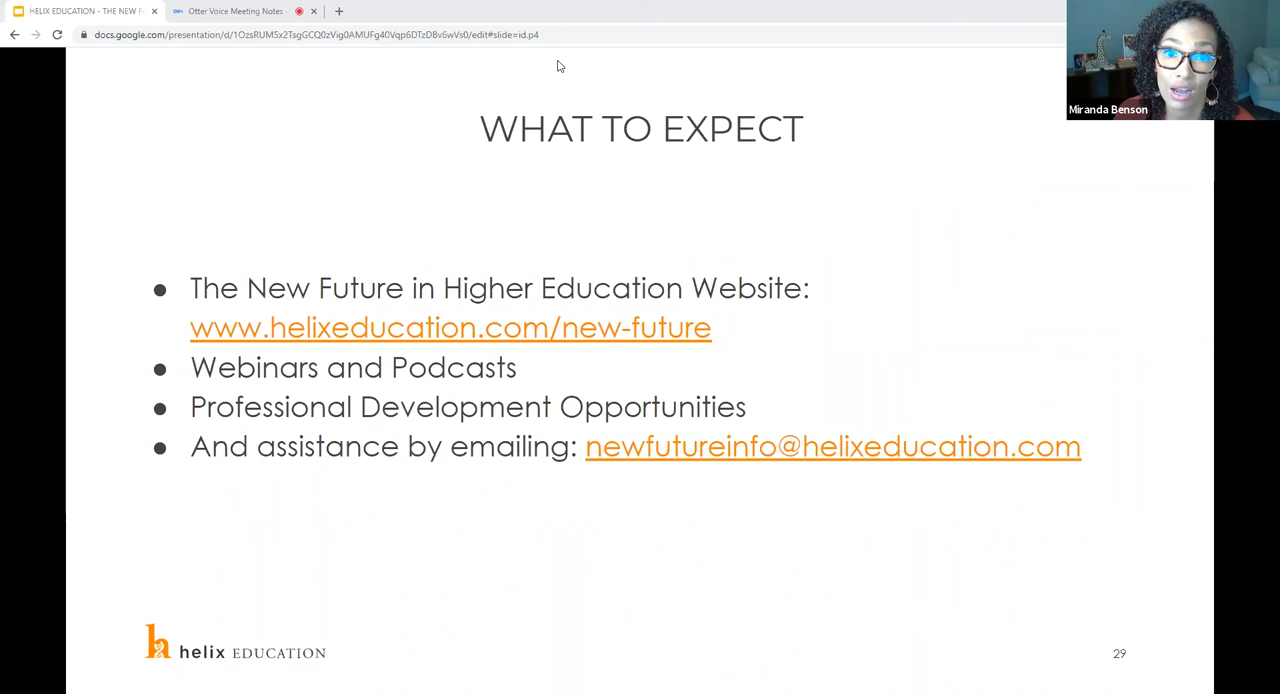 HELIX EDUCATION - THE NEW F
Otter Voice Meeting Notes
docs.google.com/presentation/d/1OzsRUM5x2TsgGCQ0zVig0AMUFg40Vqp6DTzDBv6wVs0/edit#slide=id.p4
Miranda Benson
WHAT TO EXPECT
● The New Future in Higher Education Website:
www.helixeducation.com/new-future
● Webinars and Podcasts
● Professional Development Opportunities
● And assistance by emailing: newfutureinfo@helixeducation.com
h helix EDUCATION
29